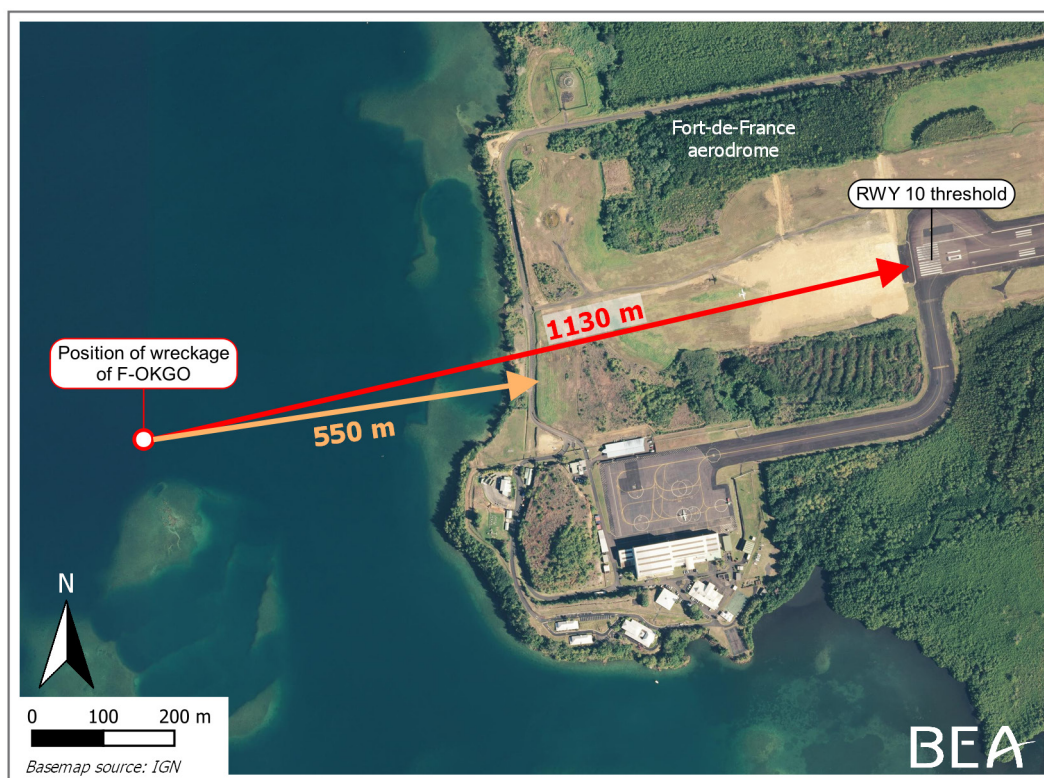 Fort-de-France
aerodrome
RWY 10 threshold
10
1130 m
Position of wreckage
of F-OKGO
550 m
N
0 100 200 m
Basemap source: IGN
BEA